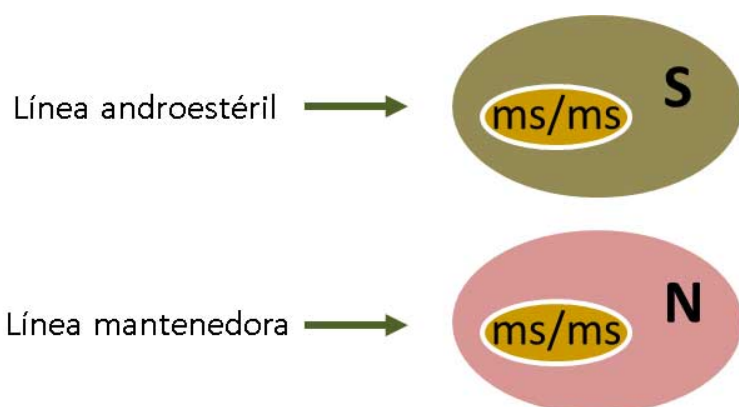 Línea androestéril
ms/ms
S
Línea mantenedora
ms/ms
N